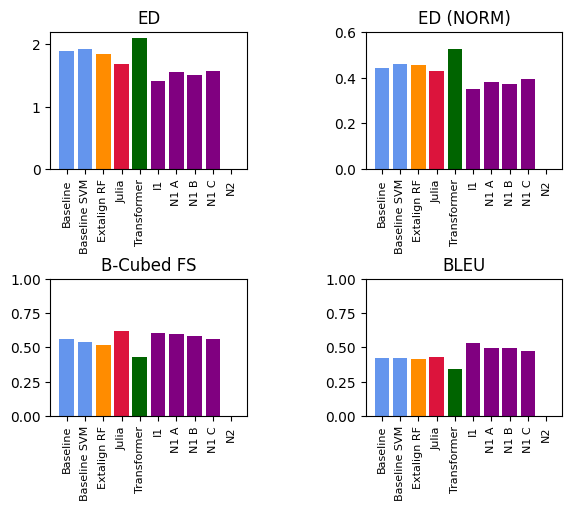 ED
2
1
0
Baseline
Baseline SVM
Extalign RF
Julia
Transformer
I1
N1 A
N1 B
N1 C
N2
ED (NORM)
0.6
0.4
0.2
0.0
Baseline
Baseline SVM
Extalign RF
Julia
Transformer
I1
N1 A
N1 B
N1 C
N2
B-Cubed FS
1.00
0.75
0.50
0.25
0.00
Baseline
Baseline SVM
Extalign RF
Julia
Transformer
I1
N1 A
N1 B
N1 C
N2
BLEU
1.00
0.75
0.50
0.25
0.00
Baseline
Baseline SVM
Extalign RF
Julia
Transformer
I1
N1 A
N1 B
N1 C
N2